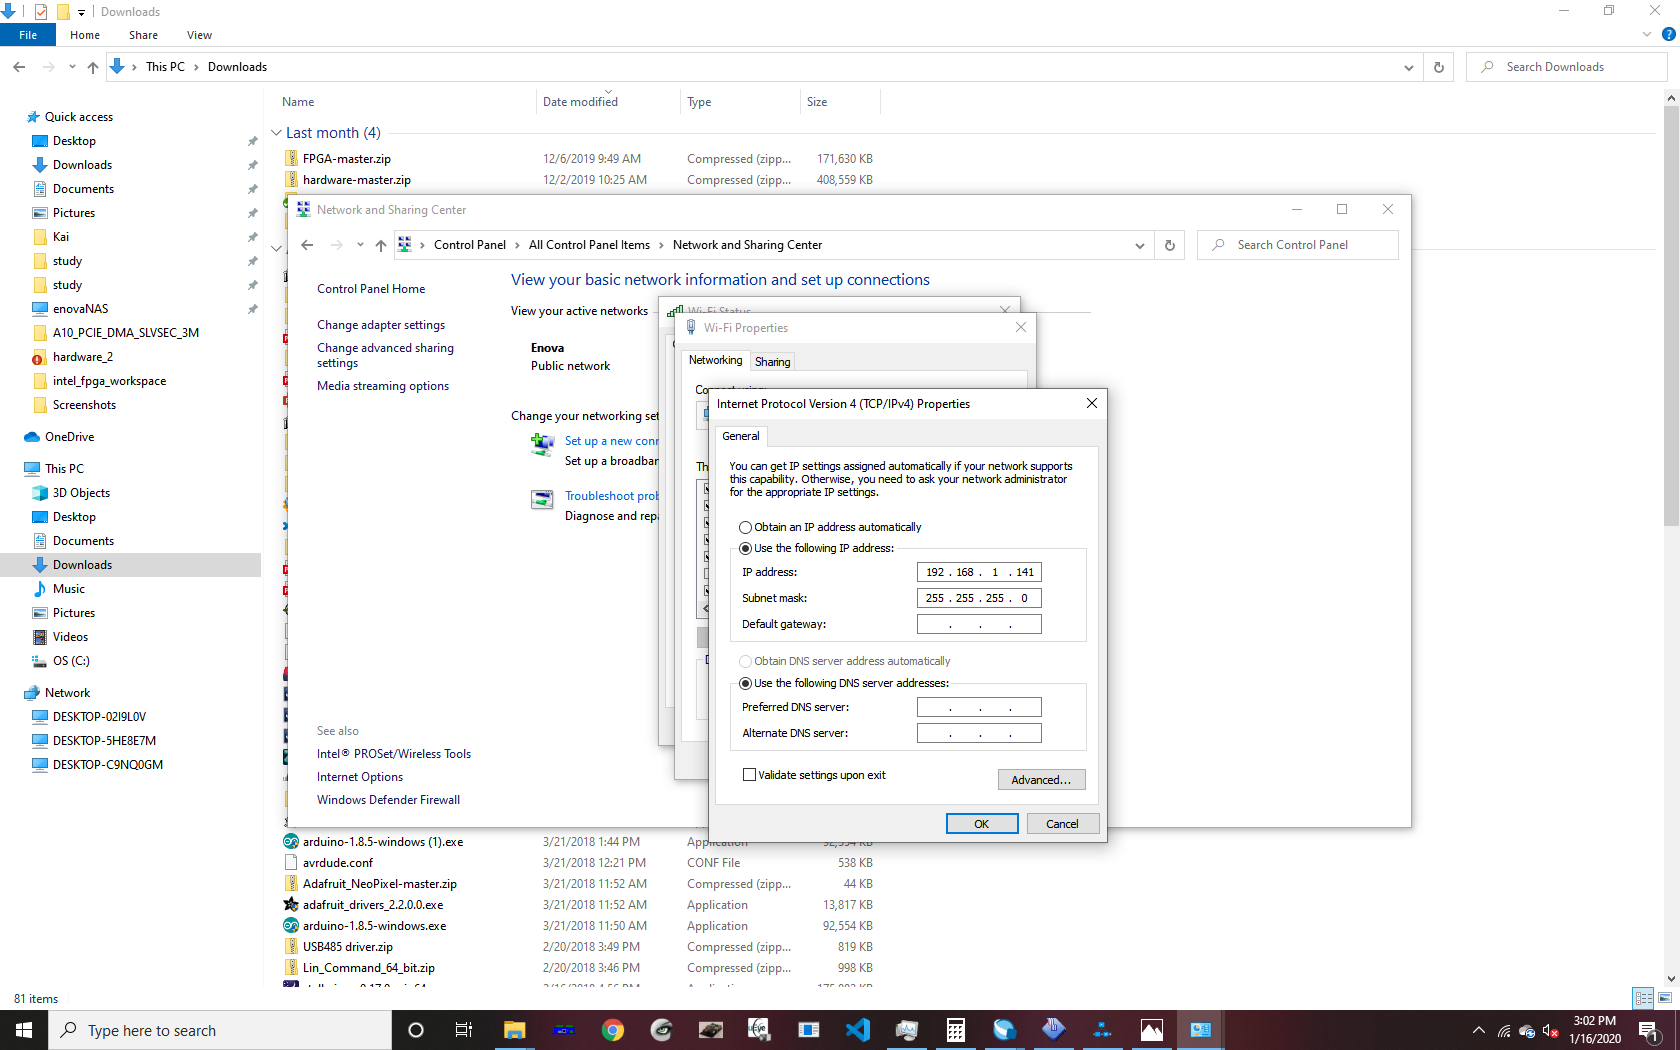 Downloads
File Home Share View
This PC Downloads
Search Downloads
Name Date modified Type Size
Quick access
Desktop
Downloads
Documents
Pictures
Kai
study
study
enovaNAS
A10_PCIE_DMA_SLVSEC_3M
hardware_2
intel_fpga_workspace
Screenshots
OneDrive
This PC
3D Objects
Desktop
Documents
Downloads
Music
Pictures
Videos
OS (C:)
Network
DESKTOP-02I9L0V
DESKTOP-5HE8E7M
DESKTOP-C9NQ0GM
Last month (4)
FPGA-master.zip 12/6/2019 9:49 AM Compressed (zipp... 171,630 KB
hardware-master.zip 12/2/2019 10:25 AM Compressed (zipp... 408,559 KB
Network and Sharing Center
Control Panel All Control Panel Items Network and Sharing Center
Search Control Panel
Control Panel Home
Change adapter settings
Change advanced sharing
settings
Media streaming options
See also
Intel® PROSet/Wireless Tools
Internet Options
Windows Defender Firewall
View your basic network information and set up connections
View your active networks
Enova
Public network
Change your networking set
Set up a new conn
Set up a broadban
Troubleshoot prob
Diagnose and repa
Wi-Fi Status
Wi-Fi Properties
Networking Sharing
Th
Internet Protocol Version 4 (TCP/IPv4) Properties
General
You can get IP settings assigned automatically if your network supports
this capability. Otherwise, you need to ask your network administrator
for the appropriate IP settings.
Obtain an IP address automatically
Use the following IP address:
IP address: 192 . 168 . 1 . 141
Subnet mask: 255 . 255 . 255 . 0
Default gateway: . . .
Obtain DNS server address automatically
Use the following DNS server addresses:
Preferred DNS server: . . .
Alternate DNS server: . . .
Validate settings upon exit
Advanced...
OK Cancel
arduino-1.8.5-windows (1).exe 3/21/2018 1:44 PM Application 92,554 KB
avrdude.conf 3/21/2018 12:21 PM CONF File 538 KB
Adafruit_NeoPixel-master.zip 3/21/2018 11:52 AM Compressed (zipp... 44 KB
adafruit_drivers_2.2.0.0.exe 3/21/2018 11:52 AM Application 13,817 KB
arduino-1.8.5-windows.exe 3/21/2018 11:50 AM Application 92,554 KB
USB485 driver.zip 2/20/2018 3:49 PM Compressed (zipp... 819 KB
Lin_Command_64_bit.zip 2/20/2018 3:46 PM Compressed (zipp... 998 KB
81 items
Type here to search
3:02 PM
1/16/2020
1